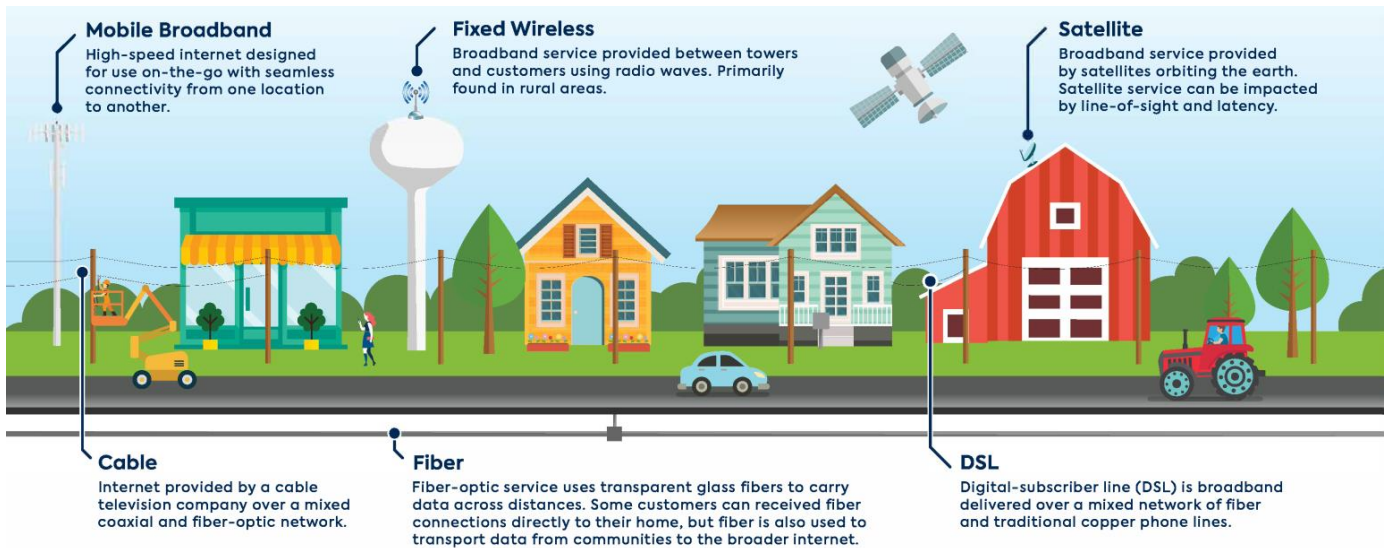 Mobile Broadband
High-speed internet designed
for use on-the-go with seamless
connectivity from one location
to another.
Fixed Wireless
Broadband service provided between towers
and customers using radio waves. Primarily
found in rural areas.
Satellite
Broadband service provided
by satellites orbiting the earth.
Satellite service can be impacted
by line-of-sight and latency.
Cable
Internet provided by a cable
television company over a mixed
coaxial and fiber-optic network.
Fiber
Fiber-optic service uses transparent glass fibers to carry
data across distances. Some customers can received fiber
connections directly to their home, but fiber is also used to
transport data from communities to the broader internet.
DSL
Digital-subscriber line (DSL) is broadband
delivered over a mixed network of fiber
and traditional copper phone lines.